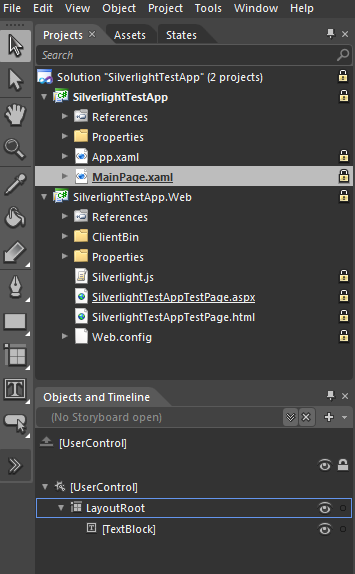 File Edit View Object Project Tools Window Help
Projects Assets States
Search
Solution "SilverlightTestApp" (2 projects)
SilverlightTestApp
References
Properties
App.xaml
MainPage.xaml
SilverlightTestApp.Web
References
ClientBin
Properties
Silverlight.js
SilverlightTestAppTestPage.aspx
SilverlightTestAppTestPage.html
Web.config
Objects and Timeline
(No Storyboard open)
[UserControl]
[UserControl]
LayoutRoot
[TextBlock]